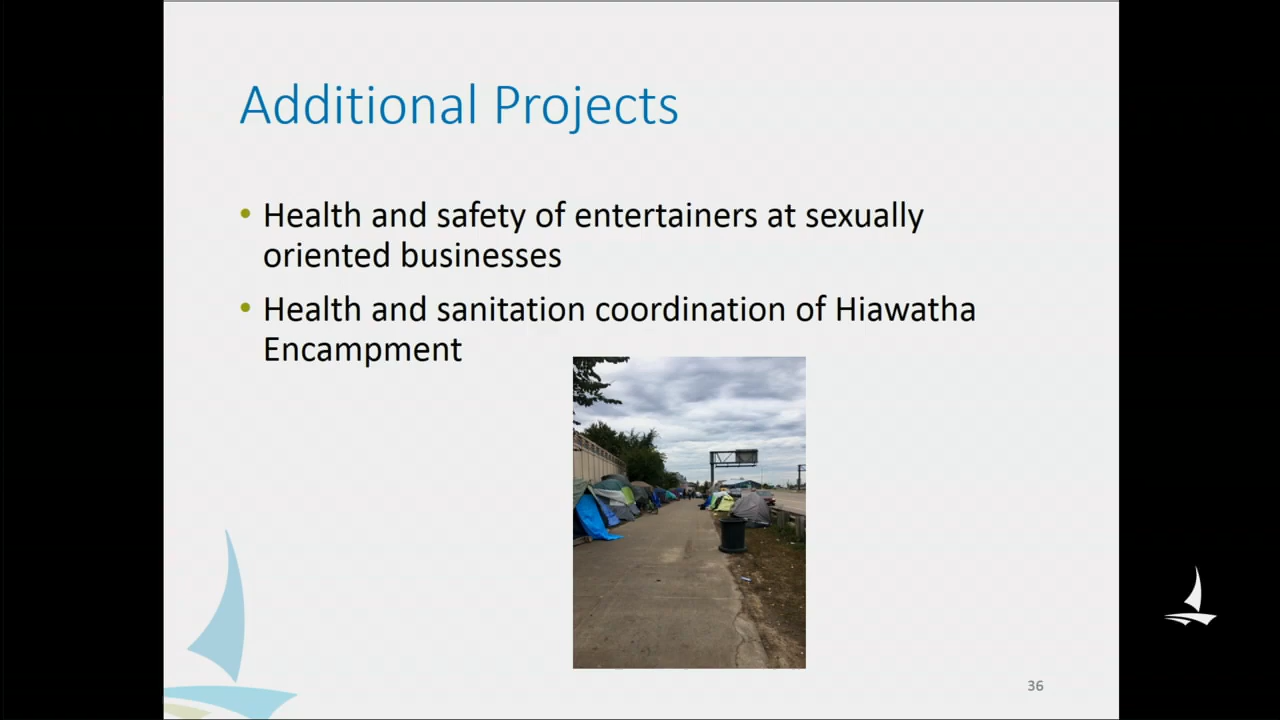 Additional Projects
• Health and safety of entertainers at sexually
oriented businesses
• Health and sanitation coordination of Hiawatha
Encampment
36